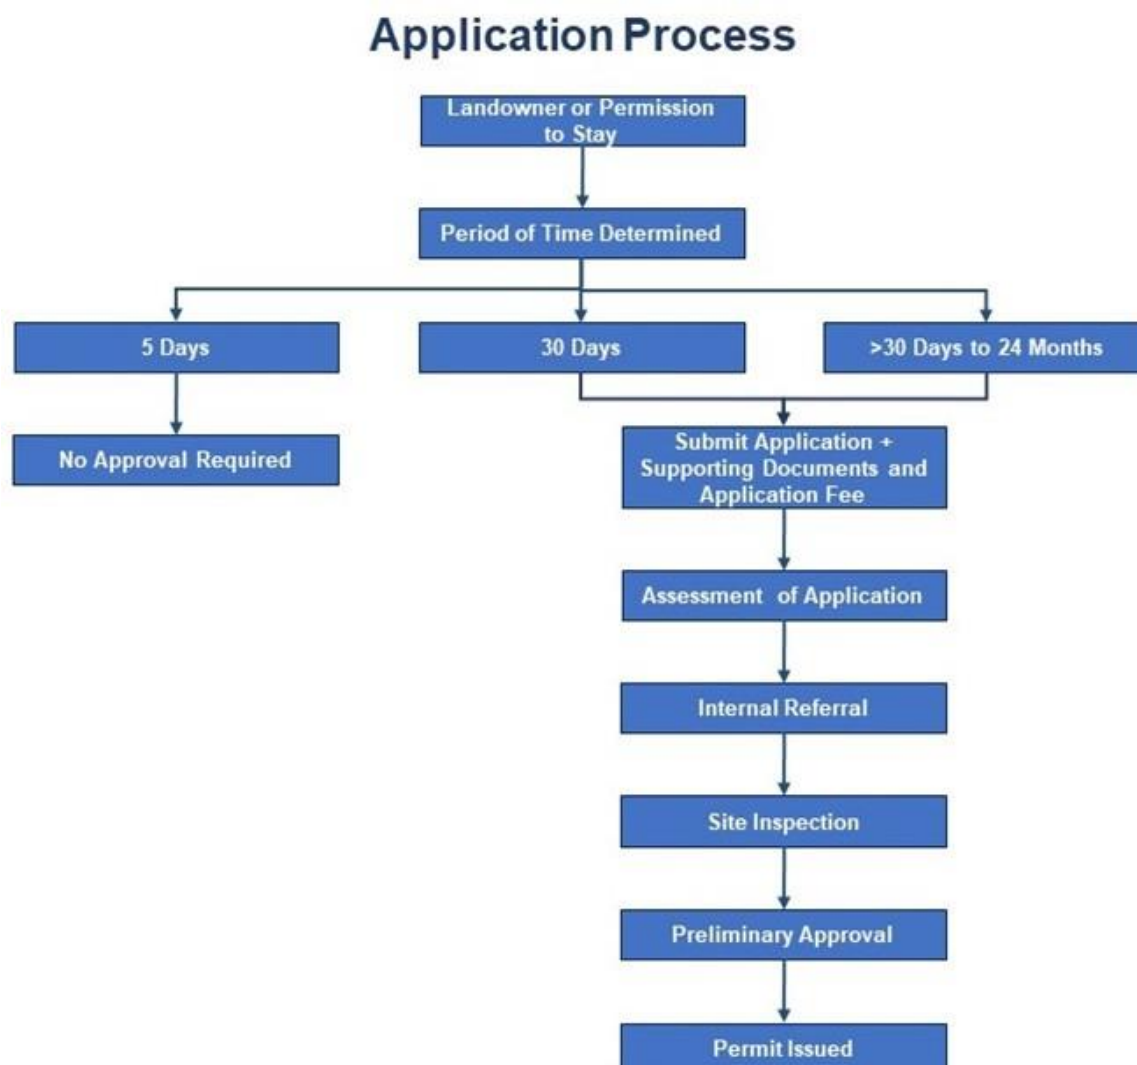 Application Process
Landowner or Permission
to Stay
Period of Time Determined
5 Days
30 Days
>30 Days to 24 Months
No Approval Required
Submit Application +
Supporting Documents and
Application Fee
Assessment of Application
Internal Referral
Site Inspection
Preliminary Approval
Permit Issued